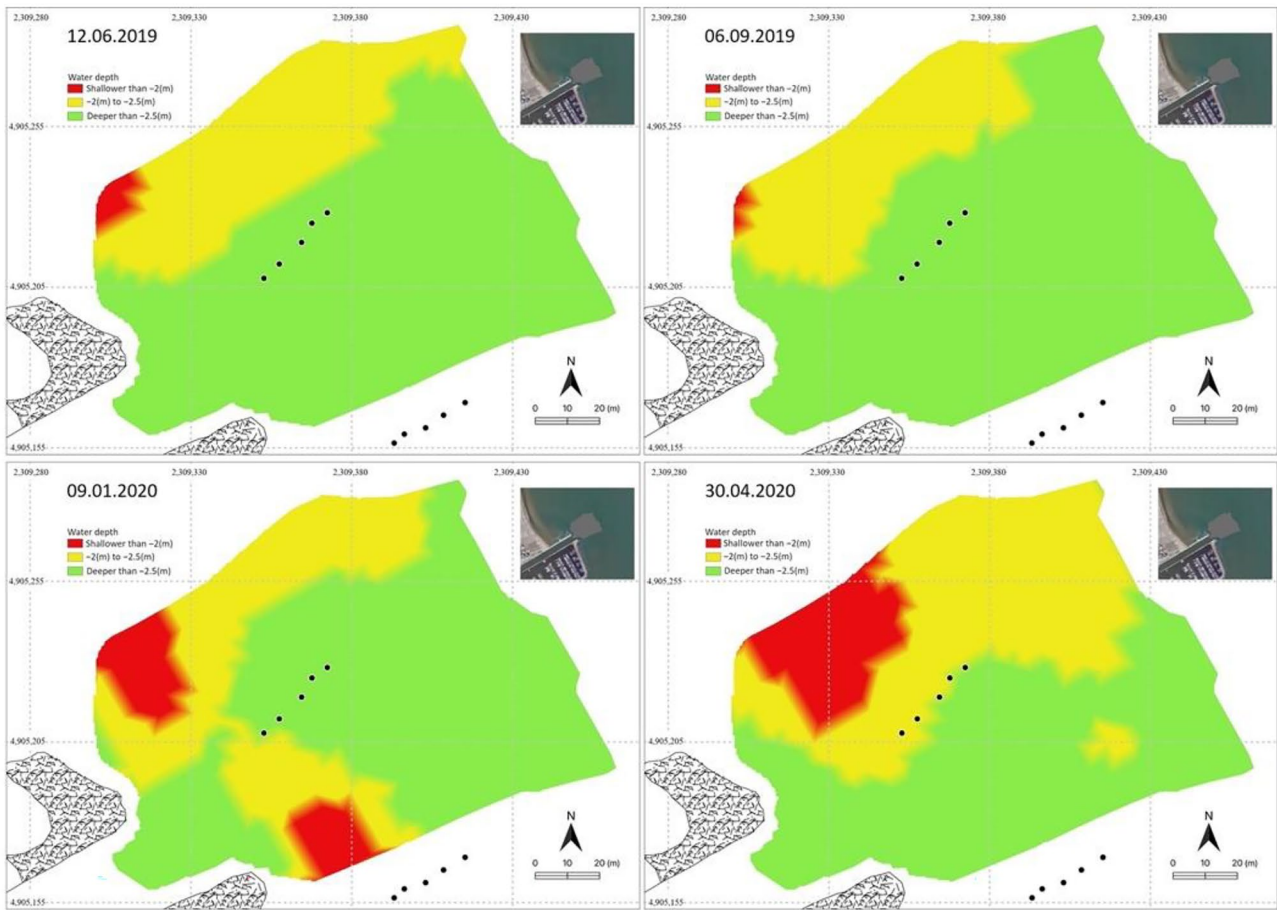 2,309,280 2,309,330 2,309,380 2,309,430
12.06.2019
Water depth
Shallower than −2(m)
−2(m) to −2.5(m)
Deeper than −2.5(m)
4,905,255
4,905,205
N
0 10 20 (m)
4,905,155
2,309,280 2,309,330 2,309,380 2,309,430
06.09.2019
Water depth
Shallower than −2(m)
−2(m) to −2.5(m)
Deeper than −2.5(m)
4,905,255
4,905,205
N
0 10 20 (m)
4,905,155
2,309,280 2,309,330 2,309,380 2,309,430
09.01.2020
Water depth
Shallower than −2(m)
−2(m) to −2.5(m)
Deeper than −2.5(m)
4,905,255
4,905,205
N
0 10 20 (m)
4,905,155
2,309,280 2,309,330 2,309,380 2,309,430
30.04.2020
Water depth
Shallower than −2(m)
−2(m) to −2.5(m)
Deeper than −2.5(m)
4,905,255
4,905,205
N
0 10 20 (m)
4,905,155